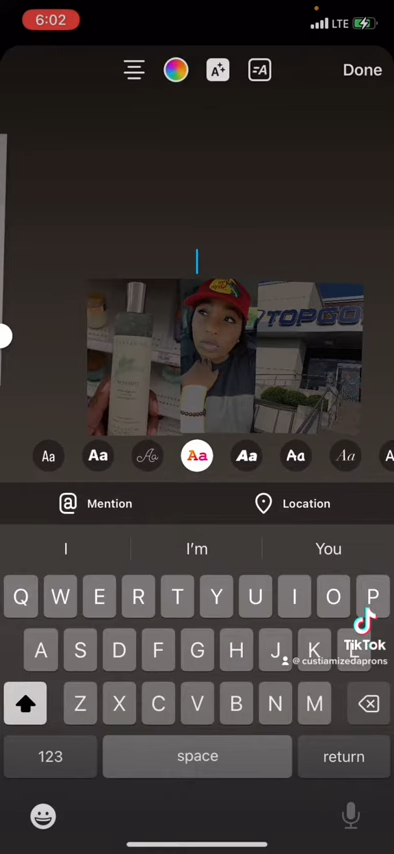 6:02
LTE
Done
TOPGO
Aa
Aa
Aa
Aa
Aa
Aa
Aa
A
Mention
Location
I
I'm
You
Q W E R T Y U I O P
A S D F G H J K L
TikTok
@ custiamizedaprons
Z X C V B N M
123
space
return